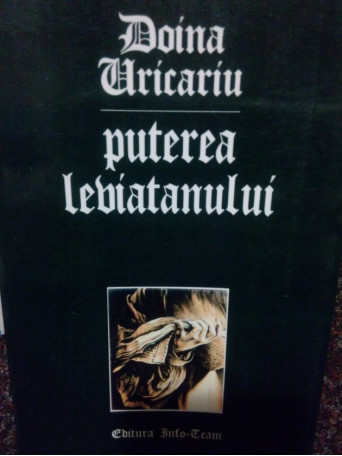 Doina
Uricariu
puterea
leviatanului
Editura Info-Team